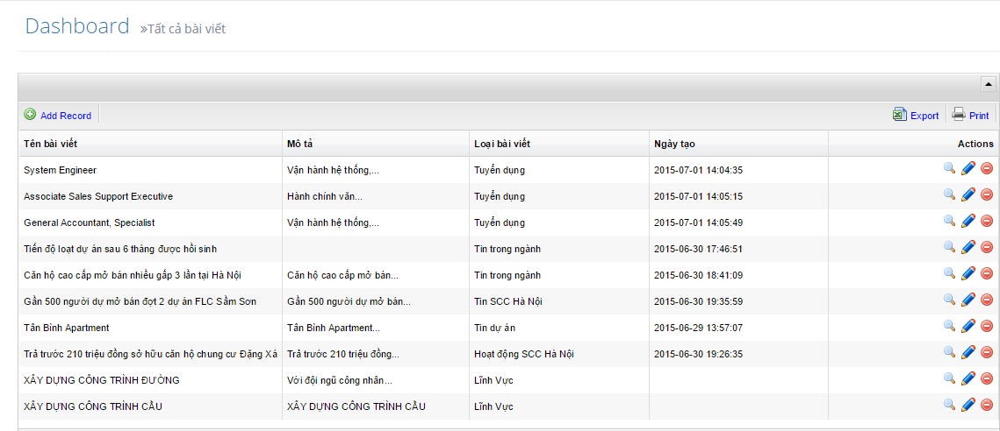 Dashboard »Tất cả bài viết
Add Record Export Print
Tên bài viết Mô tả Loại bài viết Ngày tạo Actions
System Engineer Vận hành hệ thống,... Tuyển dụng 2015-07-01 14:04:35
Associate Sales Support Executive Hành chính văn... Tuyển dụng 2015-07-01 14:05:15
General Accountant, Specialist Vận hành hệ thống,... Tuyển dụng 2015-07-01 14:05:49
Tiến độ loạt dự án sau 6 tháng được hồi sinh Tin trong ngành 2015-06-30 17:46:51
Căn hộ cao cấp mở bán nhiều gấp 3 lần tại Hà Nội Căn hộ cao cấp mở bán... Tin trong ngành 2015-06-30 18:41:09
Gần 500 người dự mở bán đợt 2 dự án FLC Sầm Sơn Gần 500 người dự mở bán... Tin SCC Hà Nội 2015-06-30 19:35:59
Tân Bình Apartment Tân Bình Apartment... Tin dự án 2015-06-29 13:57:07
Trả trước 210 triệu đồng sở hữu căn hộ chung cư Đặng Xá Trả trước 210 triệu đồng... Hoạt động SCC Hà Nội 2015-06-30 19:26:35
XÂY DỰNG CÔNG TRÌNH ĐƯỜNG Với đội ngũ công nhân... Lĩnh Vực
XÂY DỰNG CÔNG TRÌNH CẦU XÂY DỰNG CÔNG TRÌNH CẦU Lĩnh Vực